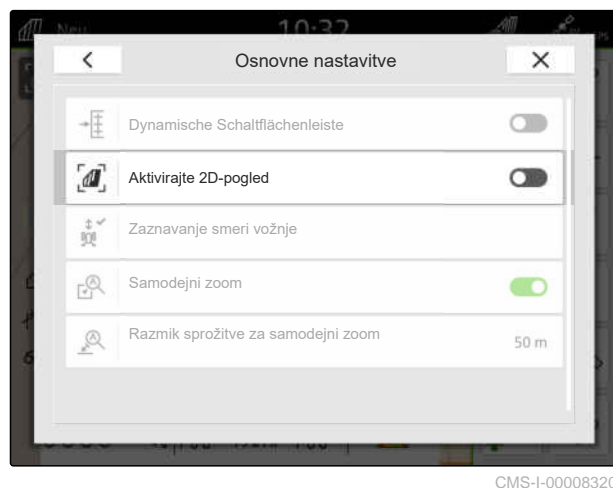 Neu 10:32
Osnovne nastavitve
Dynamische Schaltflächenleiste
Aktivirajte 2D-pogled
Zaznavanje smeri vožnje
Samodejni zoom
Razmik sprožitve za samodejni zoom 50 m
CMS-I-00008320